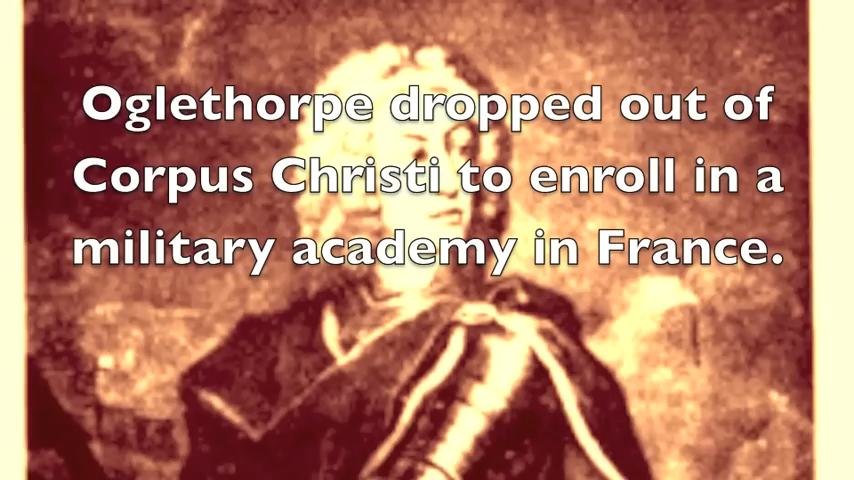 Oglethorpe dropped out of
Corpus Christi to enroll in a
military academy in France.